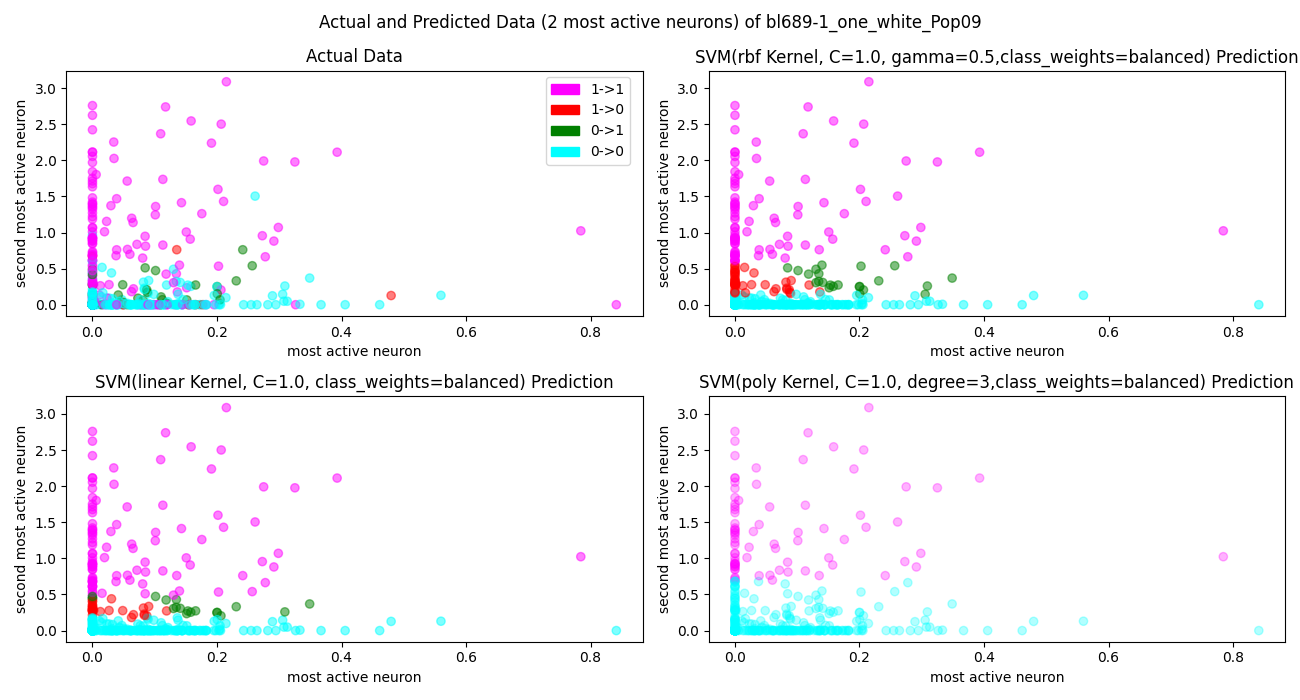 Actual and Predicted Data (2 most active neurons) of bl689-1_one_white_Pop09
Actual Data
3.0
2.5
2.0
1.5
1.0
0.5
0.0
second most active neuron
1->1
1->0
0->1
0->0
0.0 0.2 0.4 0.6 0.8
most active neuron
SVM(rbf Kernel, C=1.0, gamma=0.5,class_weights=balanced) Prediction
3.0
2.5
2.0
1.5
1.0
0.5
0.0
second most active neuron
0.0 0.2 0.4 0.6 0.8
most active neuron
SVM(linear Kernel, C=1.0, class_weights=balanced) Prediction
3.0
2.5
2.0
1.5
1.0
0.5
0.0
second most active neuron
0.0 0.2 0.4 0.6 0.8
most active neuron
SVM(poly Kernel, C=1.0, degree=3,class_weights=balanced) Prediction
3.0
2.5
2.0
1.5
1.0
0.5
0.0
second most active neuron
0.0 0.2 0.4 0.6 0.8
most active neuron